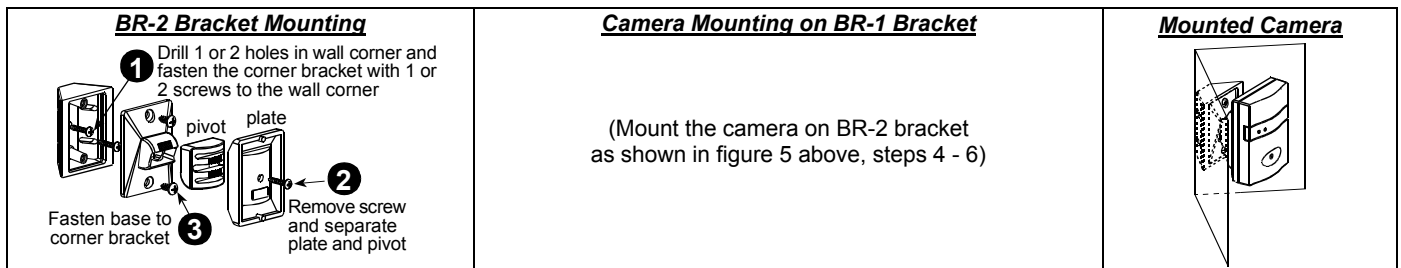 BR-2 Bracket Mounting
1
Drill 1 or 2 holes in wall corner and
fasten the corner bracket with 1 or
2 screws to the wall corner
pivot
plate
2
Remove screw
and separate
plate and pivot
Fasten base to
corner bracket
3
Camera Mounting on BR-1 Bracket
(Mount the camera on BR-2 bracket
as shown in figure 5 above, steps 4 - 6)
Mounted Camera